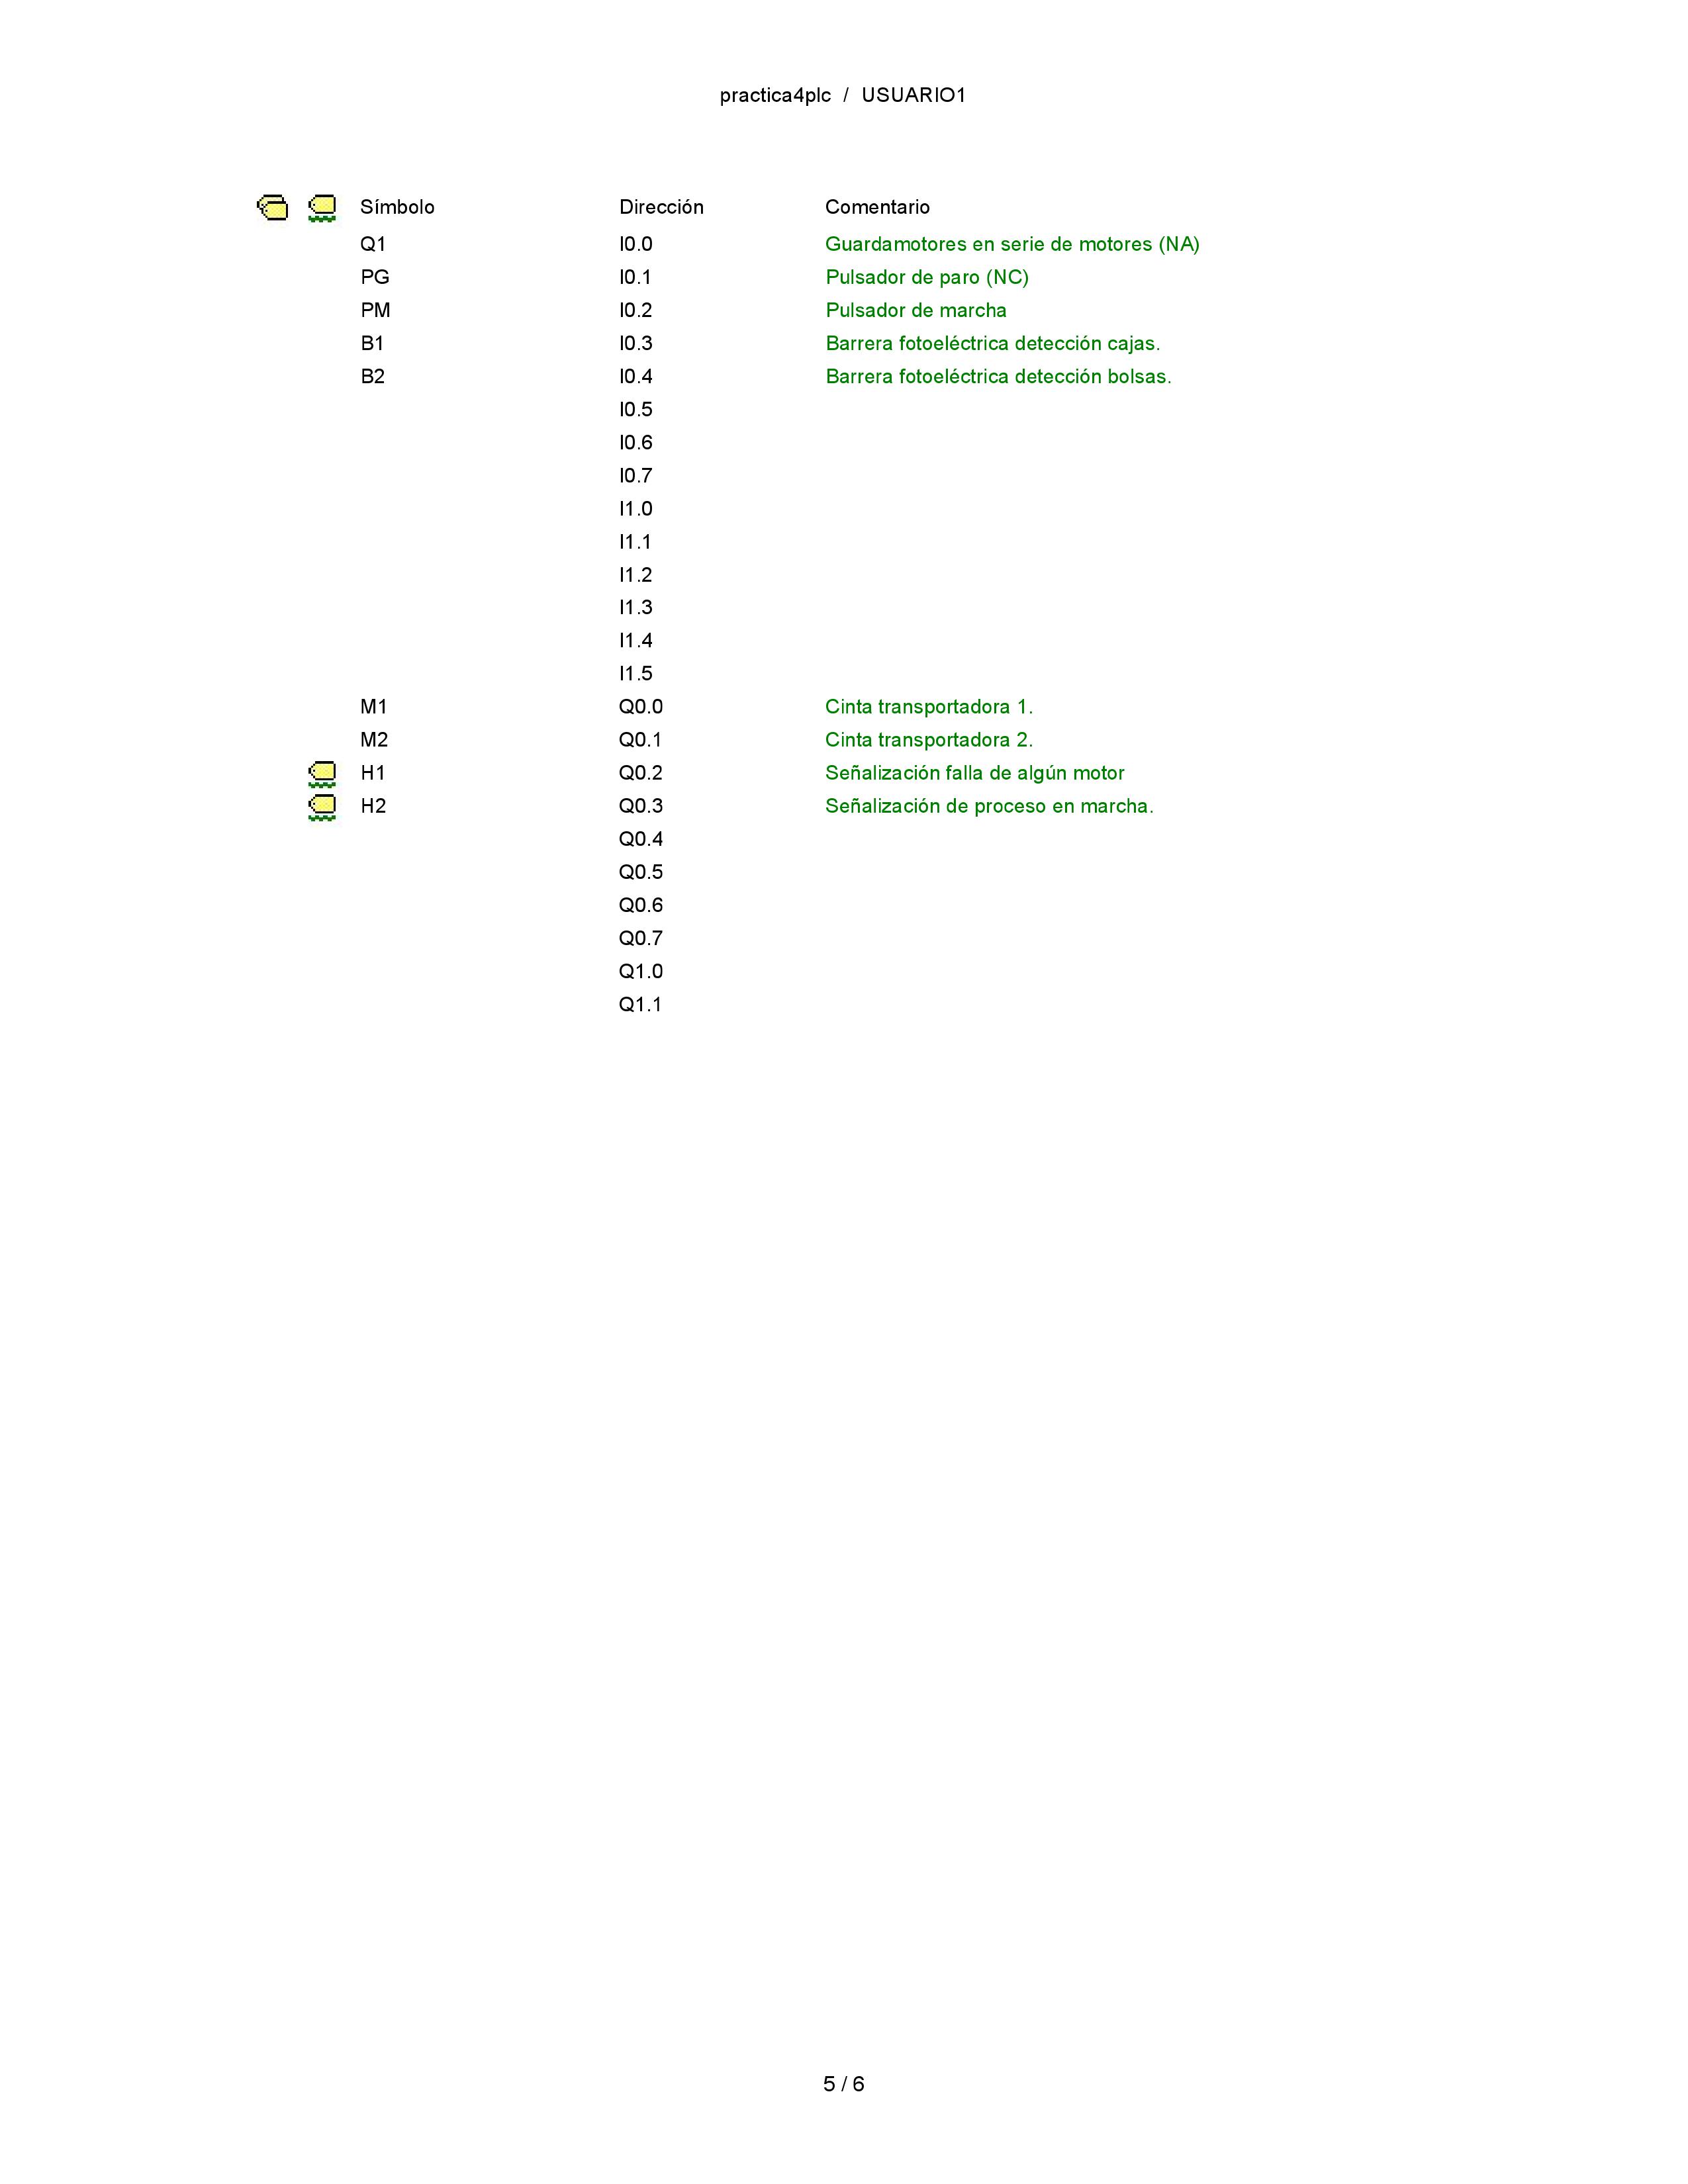 practica4plc / USUARIO1
Símbolo Dirección Comentario
Q1 I0.0 Guardamotores en serie de motores (NA)
PG I0.1 Pulsador de paro (NC)
PM I0.2 Pulsador de marcha
B1 I0.3 Barrera fotoeléctrica detección cajas.
B2 I0.4 Barrera fotoeléctrica detección bolsas.
I0.5
I0.6
I0.7
I1.0
I1.1
I1.2
I1.3
I1.4
I1.5
M1 Q0.0 Cinta transportadora 1.
M2 Q0.1 Cinta transportadora 2.
H1 Q0.2 Señalización falla de algún motor
H2 Q0.3 Señalización de proceso en marcha.
Q0.4
Q0.5
Q0.6
Q0.7
Q1.0
Q1.1
5 / 6